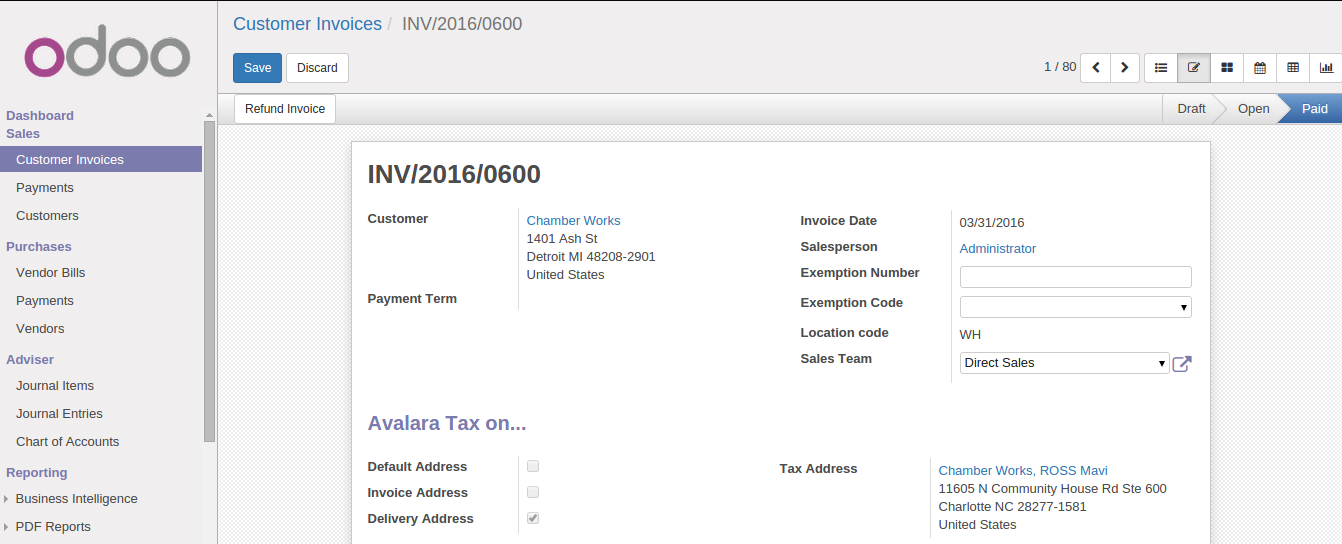 odoo
Dashboard
Sales
Customer Invoices
Payments
Customers
Purchases
Vendor Bills
Payments
Vendors
Adviser
Journal Items
Journal Entries
Chart of Accounts
Reporting
Business Intelligence
PDF Reports
Customer Invoices / INV/2016/0600
Save Discard
1 / 80
Refund Invoice
Draft Open Paid
INV/2016/0600
Customer
Chamber Works
1401 Ash St
Detroit MI 48208-2901
United States
Payment Term
Invoice Date 03/31/2016
Salesperson Administrator
Exemption Number
Exemption Code
Location code WH
Sales Team Direct Sales
Avalara Tax on...
Default Address
Invoice Address
Delivery Address
Tax Address
Chamber Works, ROSS Mavi
11605 N Community House Rd Ste 600
Charlotte NC 28277-1581
United States